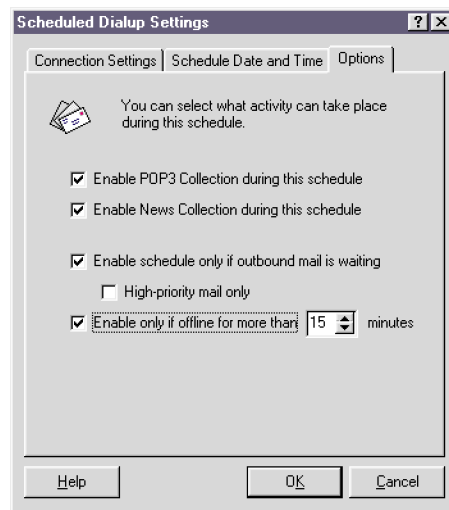 Scheduled Dialup Settings
Connection Settings Schedule Date and Time Options
You can select what activity can take place
during this schedule.
Enable POP3 Collection during this schedule
Enable News Collection during this schedule
Enable schedule only if outbound mail is waiting
High-priority mail only
Enable only if offline for more than 15 minutes
Help OK Cancel